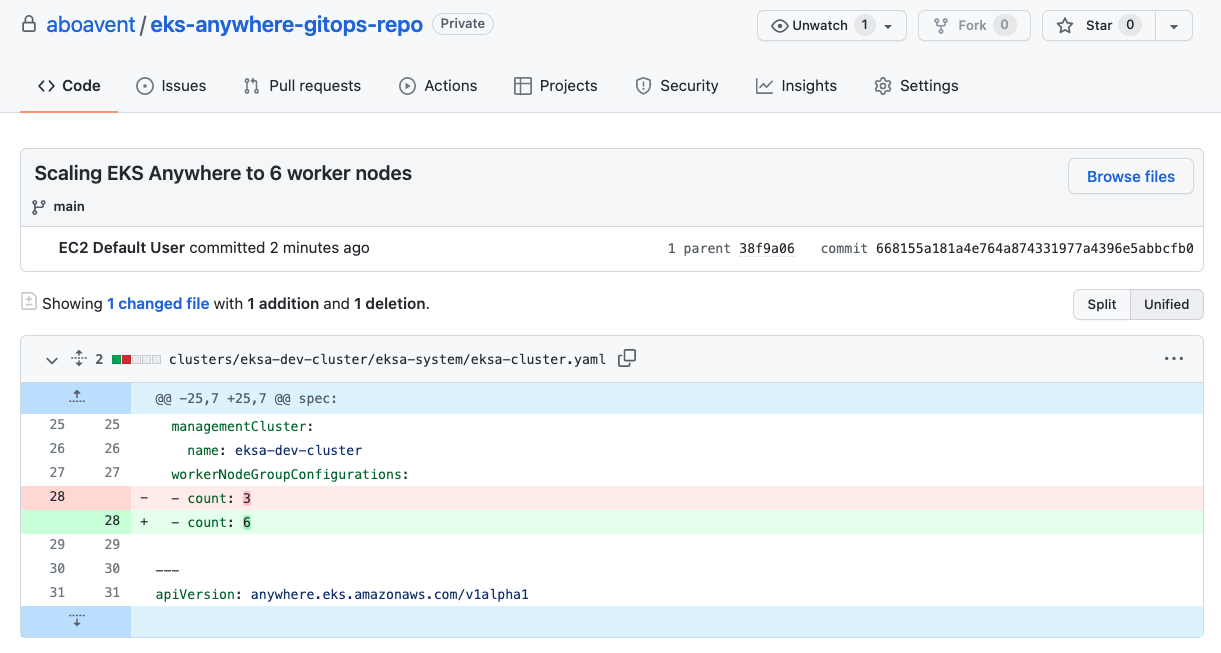 aboavent / eks-anywhere-gitops-repo Private Unwatch 1 Fork 0 Star 0
Code Issues Pull requests Actions Projects Security Insights Settings
Scaling EKS Anywhere to 6 worker nodes
Browse files
main
EC2 Default User committed 2 minutes ago 1 parent 38f9a06 commit 668155a181a4e764a874331977a4396e5abbcfb0
Showing 1 changed file with 1 addition and 1 deletion. Split Unified
2 clusters/eksa-dev-cluster/eksa-system/eksa-cluster.yaml
@@ -25,7 +25,7 @@ spec:
25 25 managementCluster:
26 26 name: eksa-dev-cluster
27 27 workerNodeGroupConfigurations:
28 - - count: 3
28 + - count: 6
29 29
30 30 ---
31 31 apiVersion: anywhere.eks.amazonaws.com/v1alpha1